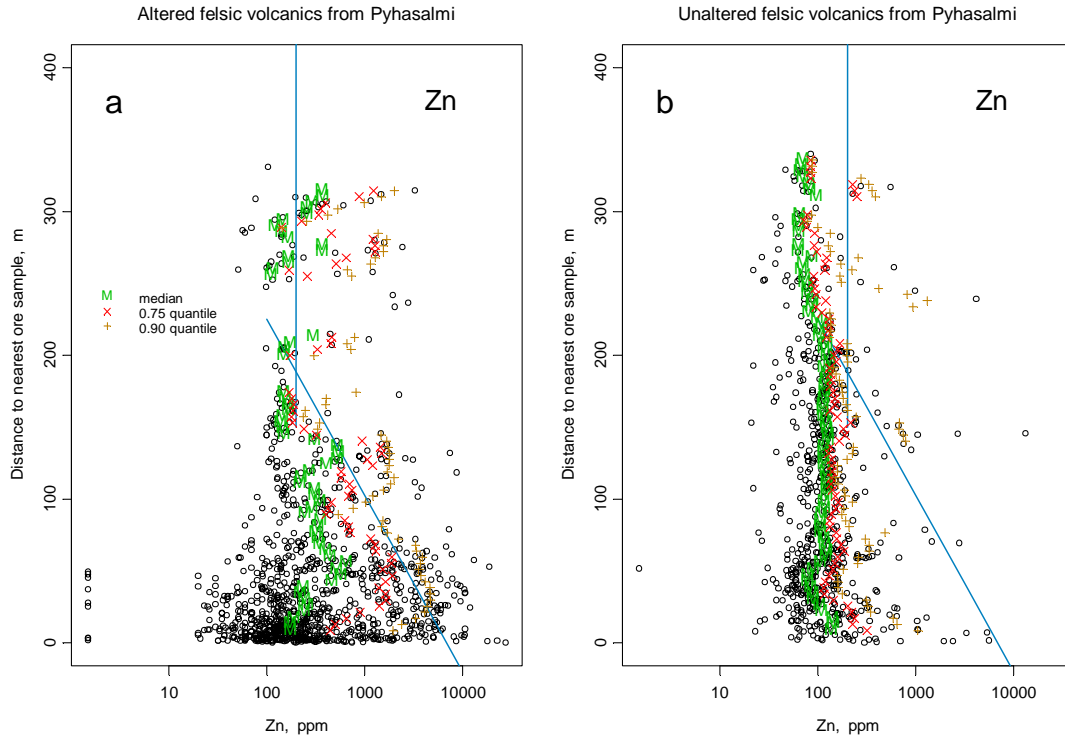 Altered felsic volcanics from Pyhasalmi
a
Zn
M median
× 0.75 quantile
+ 0.90 quantile
Distance to nearest ore sample, m
0
100
200
300
400
10
100
1000
10000
Zn, ppm
Unaltered felsic volcanics from Pyhasalmi
b
Zn
Distance to nearest ore sample, m
0
100
200
300
400
10
100
1000
10000
Zn, ppm